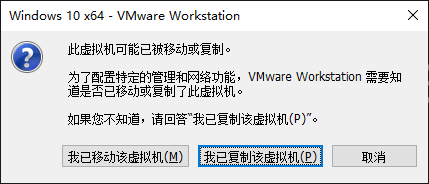 Windows 10 x64 - VMware Workstation
此虚拟机可能已被移动或复制。
为了配置特定的管理和网络功能，VMware Workstation 需要知
道是否已移动或复制了此虚拟机。
如果您不知道，请回答“我已复制该虚拟机(P)”。
我已移动该虚拟机(M) 我已复制该虚拟机(P) 取消